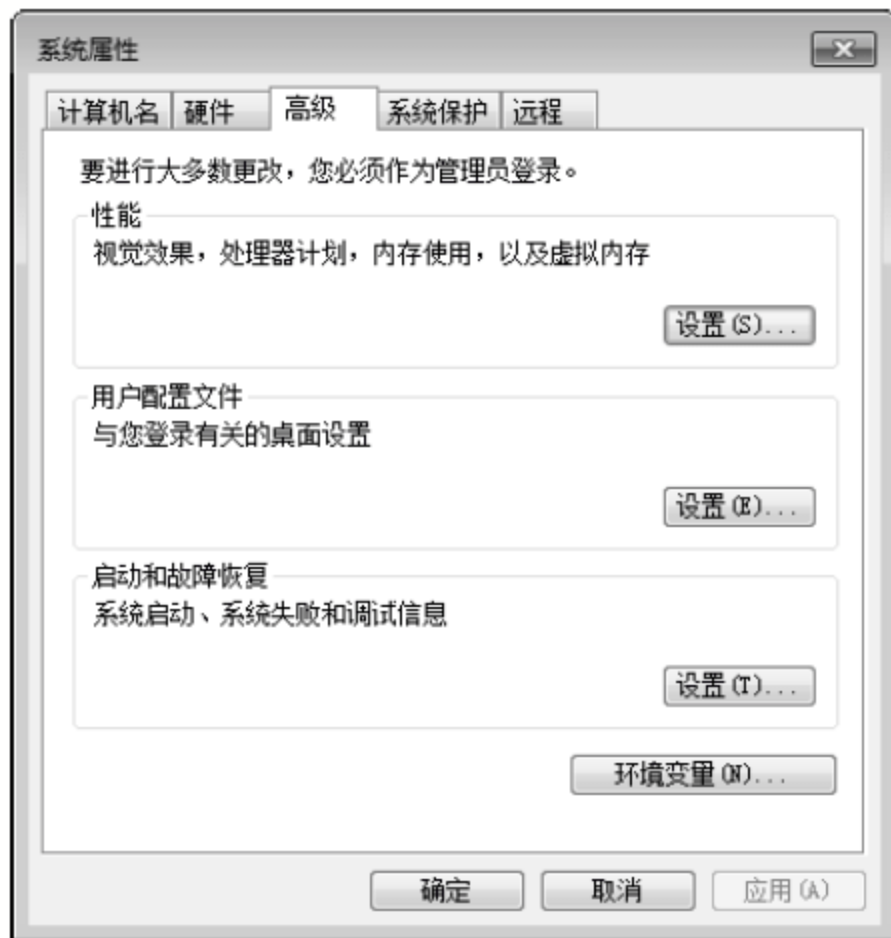 系统属性
计算机名 硬件 高级 系统保护 远程
要进行大多数更改，您必须作为管理员登录。
性能
视觉效果，处理器计划，内存使用，以及虚拟内存
设置(S)...
用户配置文件
与您登录有关的桌面设置
设置(E)...
启动和故障恢复
系统启动、系统失败和调试信息
设置(T)...
环境变量(N)...
确定 取消 应用(A)